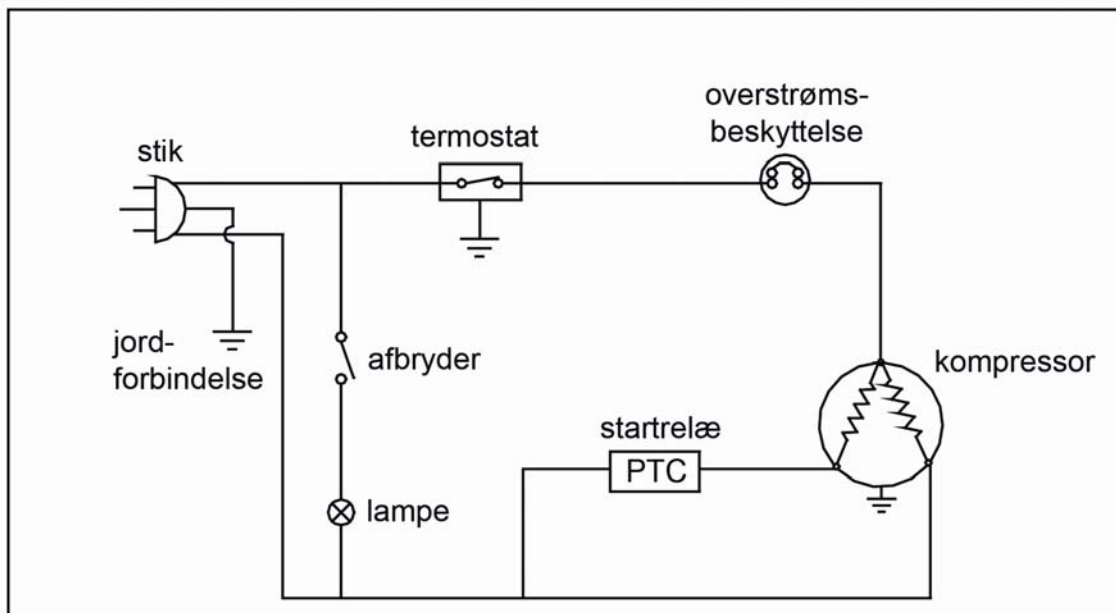 overstrøms-
beskyttelse
termostat
stik
jord-
forbindelse
afbryder
kompressor
startrelæ
PTC
lampe